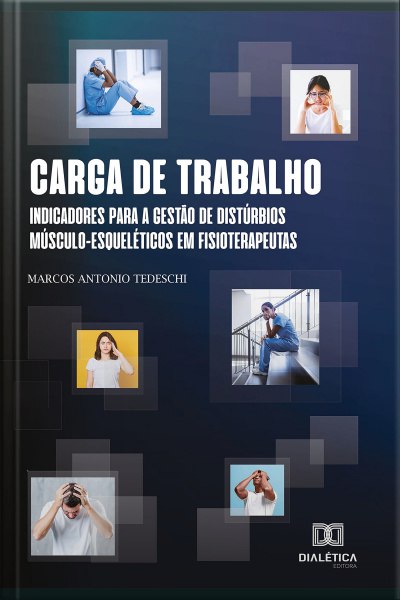 CARGA DE TRABALHO
INDICADORES PARA A GESTÃO DE DISTÚRBIOS
MÚSCULO-ESQUELÉTICOS EM FISIOTERAPEUTAS
MARCOS ANTONIO TEDESCHI
DIALÉTICA
EDITORA